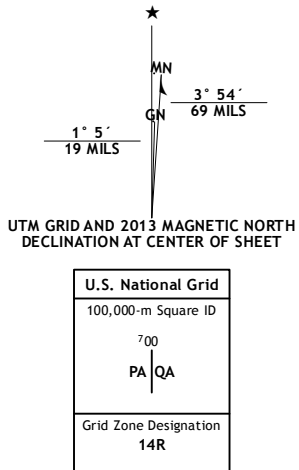 MN
3° 54´
69 MILS
GN
1° 5´
19 MILS
UTM GRID AND 2013 MAGNETIC NORTH
DECLINATION AT CENTER OF SHEET
U.S. National Grid
100,000-m Square ID
700
PA QA
Grid Zone Designation
14R